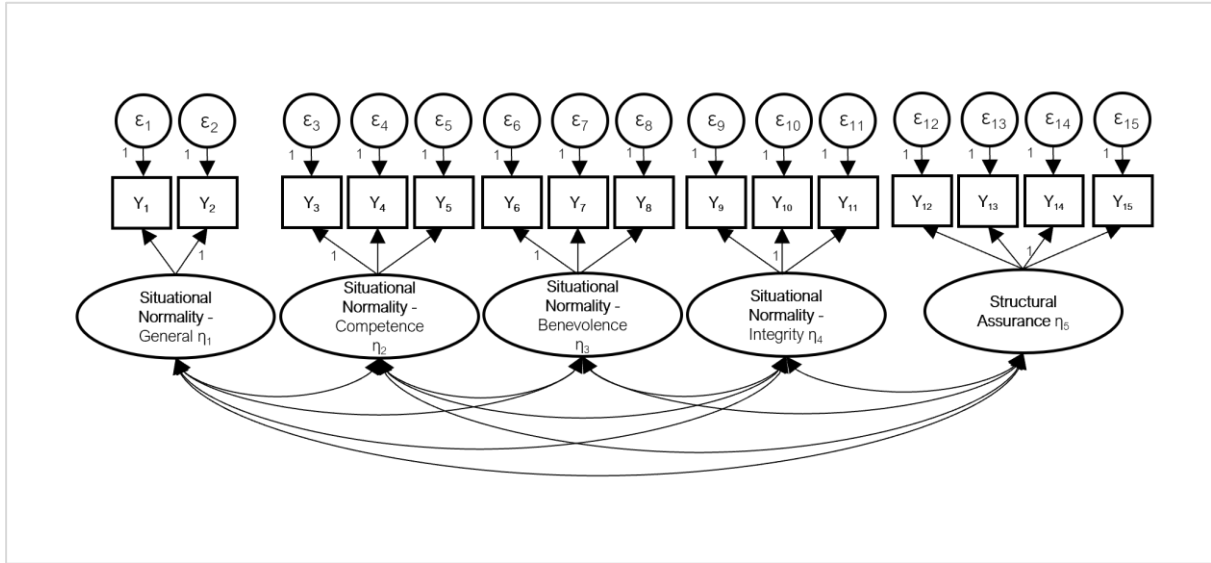 ε1 ε2 ε3 ε4 ε5 ε6 ε7 ε8 ε9 ε10 ε11 ε12 ε13 ε14 ε15
1 1 1 1 1 1 1 1 1 1 1 1 1 1 1
Y1 Y2 Y3 Y4 Y5 Y6 Y7 Y8 Y9 Y10 Y11 Y12 Y13 Y14 Y15
1 1 1 1 1
Situational
Normality -
General η1
Situational
Normality -
Competence
η2
Situational
Normality -
Benevolence
η3
Situational
Normality -
Integrity η4
Structural
Assurance η5